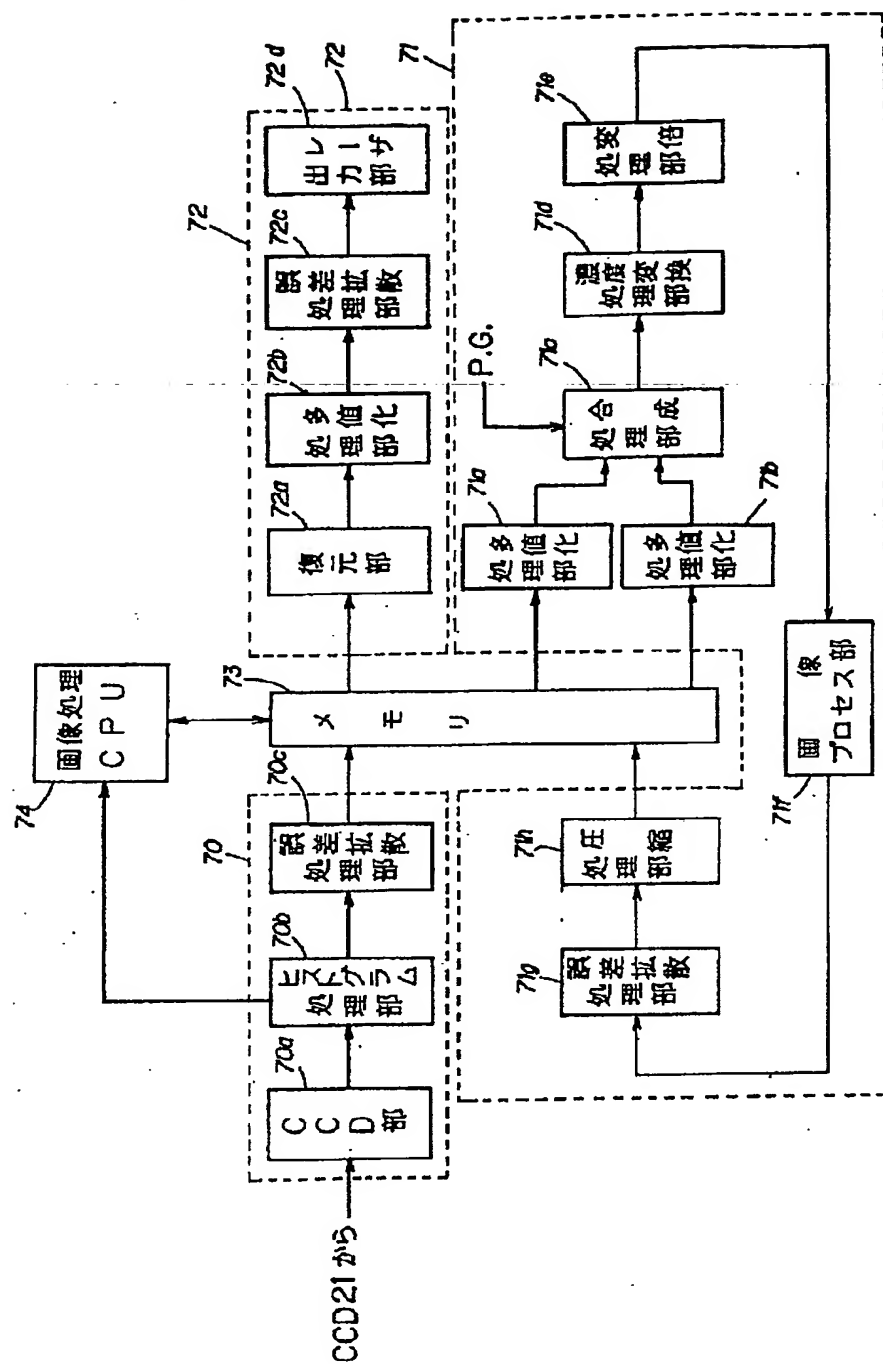 CCD21から
70
70a
CCD部
70b
ヒストグラム
処理部
70c
誤差拡散
処理部
74
画像処理
CPU
73
メモリ
72
72
72a
復元部
72b
多値化
処理部
72c
誤差拡散
処理部
72d
レーザ
出力部
71
71a
多値化
処理部
71b
多値化
処理部
P.G.
合成
処理部
71d
濃度変換
処理部
71e
変倍
処理部
71f
画像
プロセス部
71g
誤差拡散
処理部
71h
圧縮
処理部